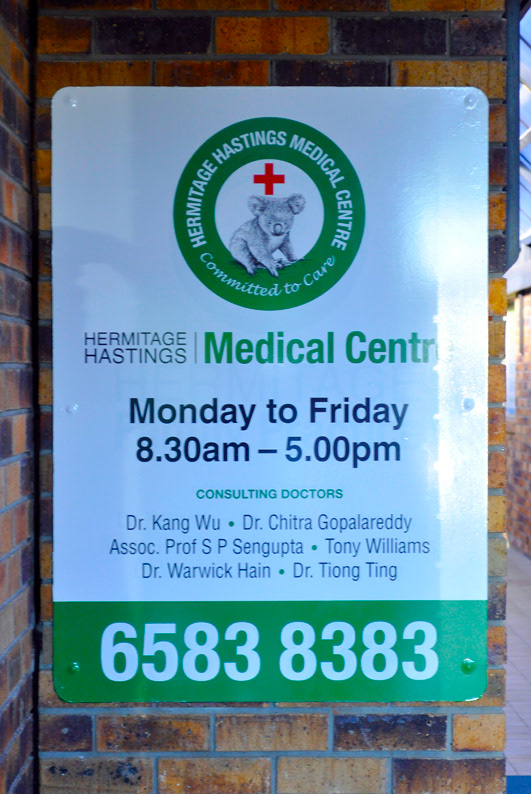 HERMITAGE HASTINGS MEDICAL CENTRE
Committed to Care
HERMITAGE
HASTINGS
Medical Centr
Monday to Friday
8.30am – 5.00pm
CONSULTING DOCTORS
Dr. Kang Wu • Dr. Chitra Gopalareddy
Assoc. Prof S P Sengupta • Tony Williams
Dr. Warwick Hain • Dr. Tiong Ting
6583 8383